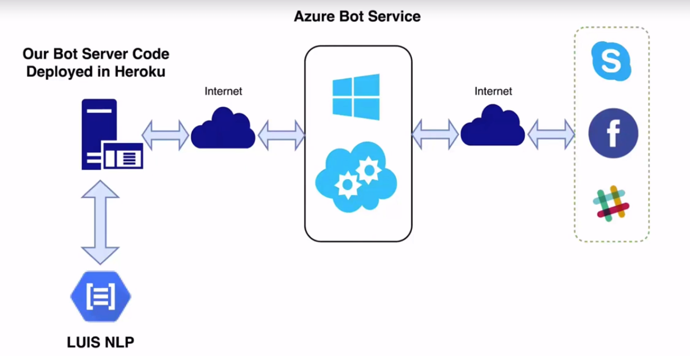 Azure Bot Service
Our Bot Server Code
Deployed in Heroku
Internet
Internet
LUIS NLP